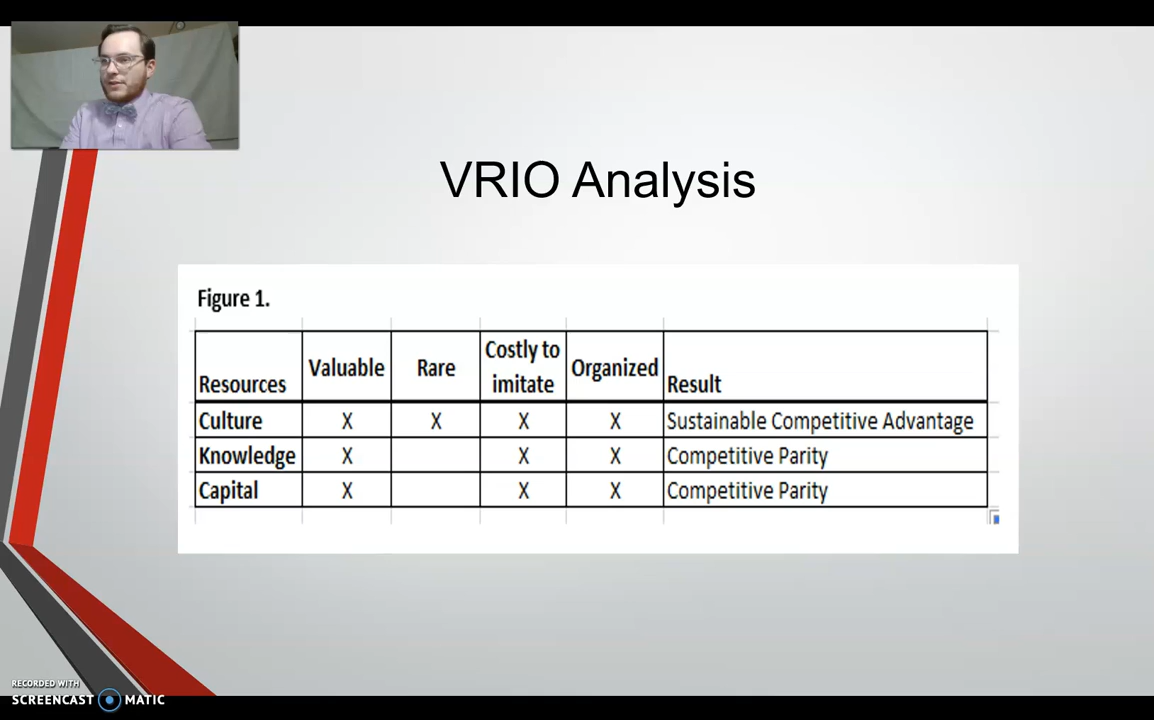 VRIO Analysis
Figure 1.
Resources Valuable Rare Costly to imitate Organized Result
Culture X X X X Sustainable Competitive Advantage
Knowledge X X X Competitive Parity
Capital X X X Competitive Parity
RECORDED WITH
SCREENCAST MATIC